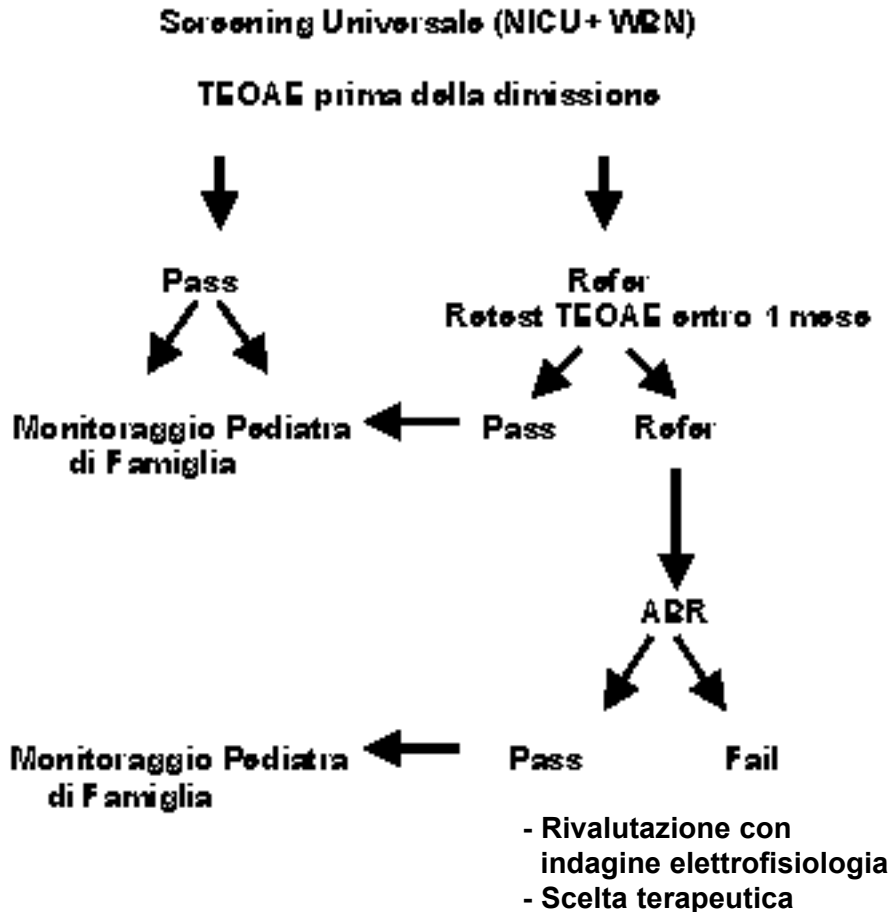 Screening Universale (NICU+ WBN)
TEOAE prima della dimissione
Pass
Refer
Retest TEOAE entro 1 mese
Monitoraggio Pediatra
di Famiglia
Pass
Refer
ABR
Monitoraggio Pediatra
di Famiglia
Pass
Fail
- Rivalutazione con
indagine elettrofisiologia
- Scelta terapeutica